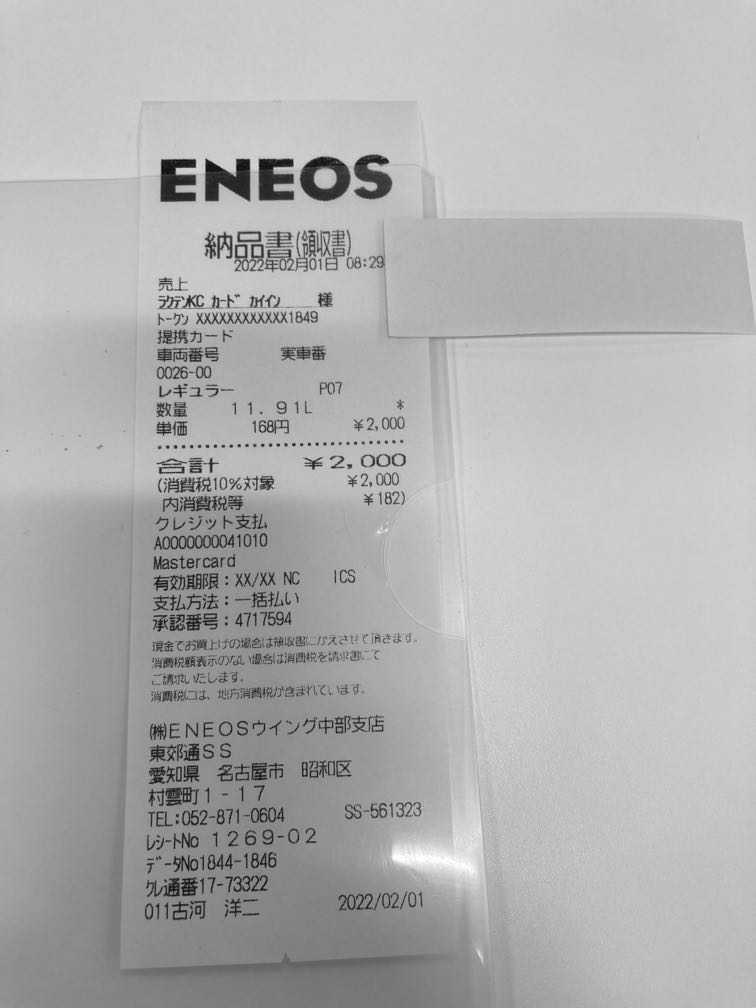 ENEOS
納品書(領収書)
2022年02月01日 08:29
売上
ラクテンKC カード カイイン 様
トークン XXXXXXXXXXXX1849
提携カード
車両番号 実車番
0026-00
レギュラー P07
数量 11.91L *
単価 168円 ¥2,000
合計 ¥2,000
(消費税10%対象 ¥2,000
内消費税等 ¥182)
クレジット支払
A0000000041010
Mastercard
有効期限:XX/XX NC ICS
支払方法:一括払い
承認番号:4717594
現金でお買上げの場合は領収書にかえさせて頂きます。
消費税額表示のない場合は消費税を請求書にて
ご請求いたします。
消費税には、地方消費税が含まれています。
㈱ENEOSウイング中部支店
東郊通SS
愛知県 名古屋市 昭和区
村雲町1-17
TEL:052-871-0604 SS-561323
レシートNo 1269-02
データNo1844-1846
クレ通番17-73322
011古河 洋二 2022/02/01